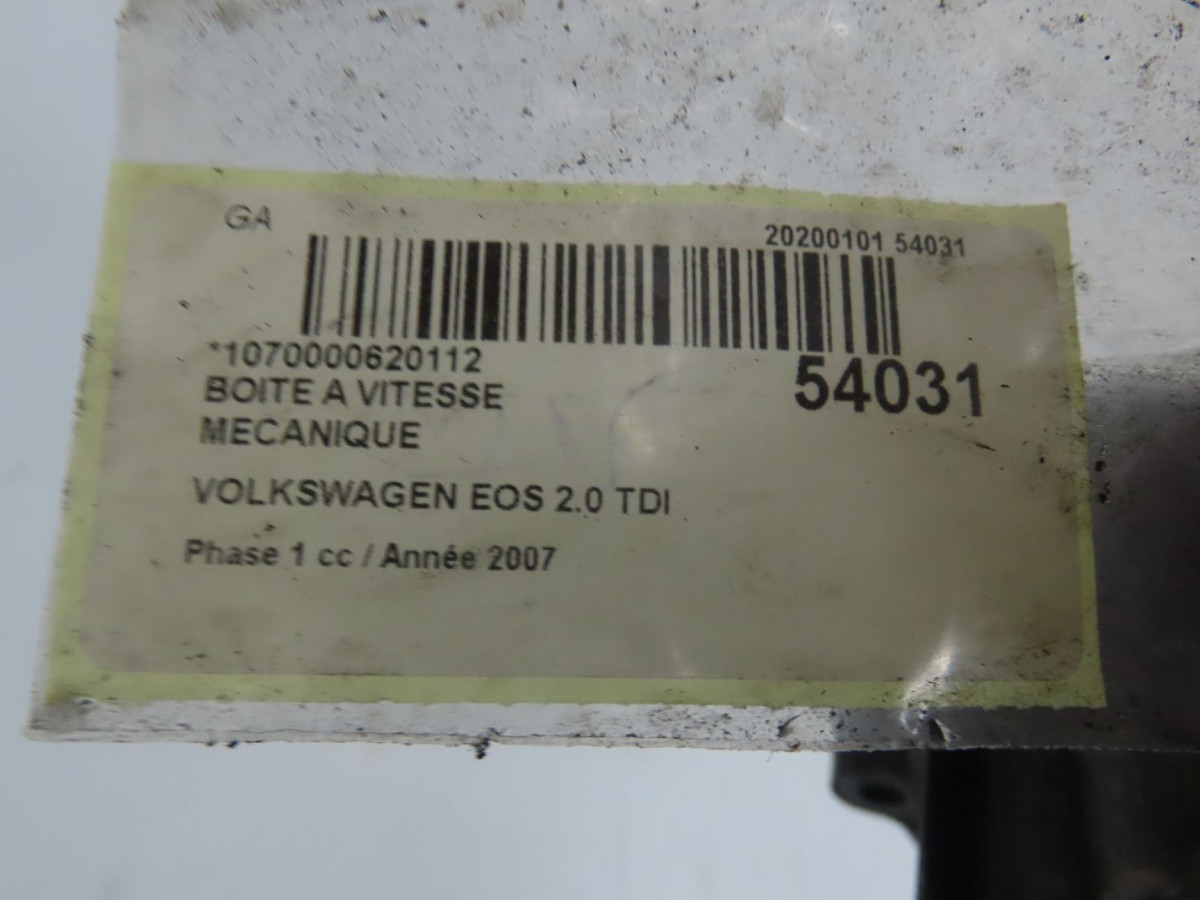 GA
20200101 54031
*1070000620112
54031
BOITE A VITESSE
MECANIQUE
VOLKSWAGEN EOS 2.0 TDI
Phase 1 cc / Année 2007